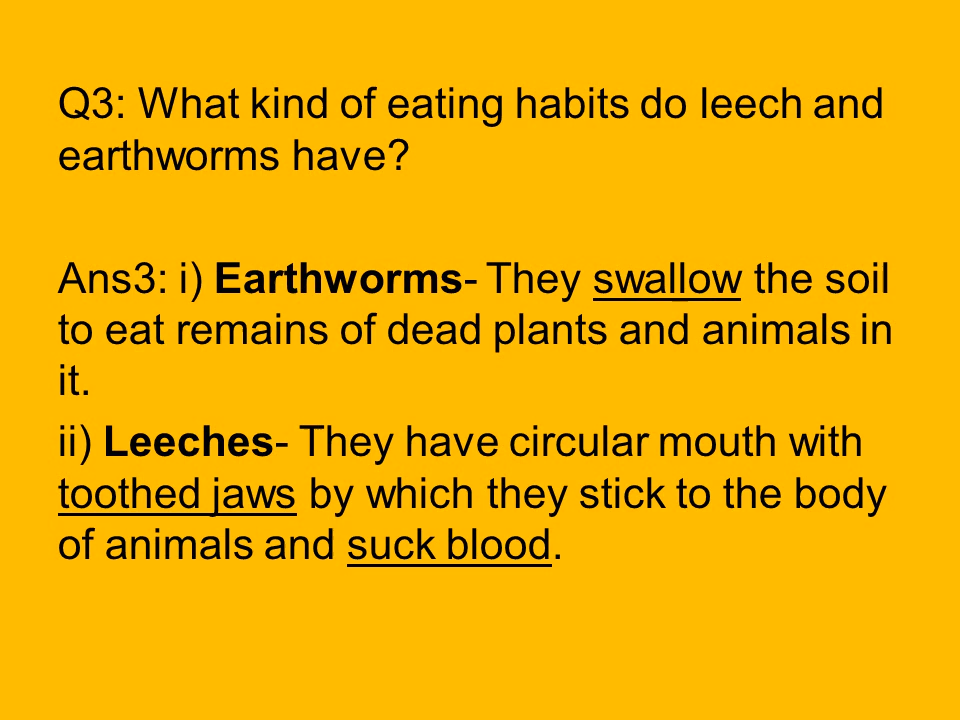 Q3: What kind of eating habits do leech and
earthworms have?
Ans3: i) Earthworms- They swallow the soil
to eat remains of dead plants and animals in
it.
ii) Leeches- They have circular mouth with
toothed jaws by which they stick to the body
of animals and suck blood.